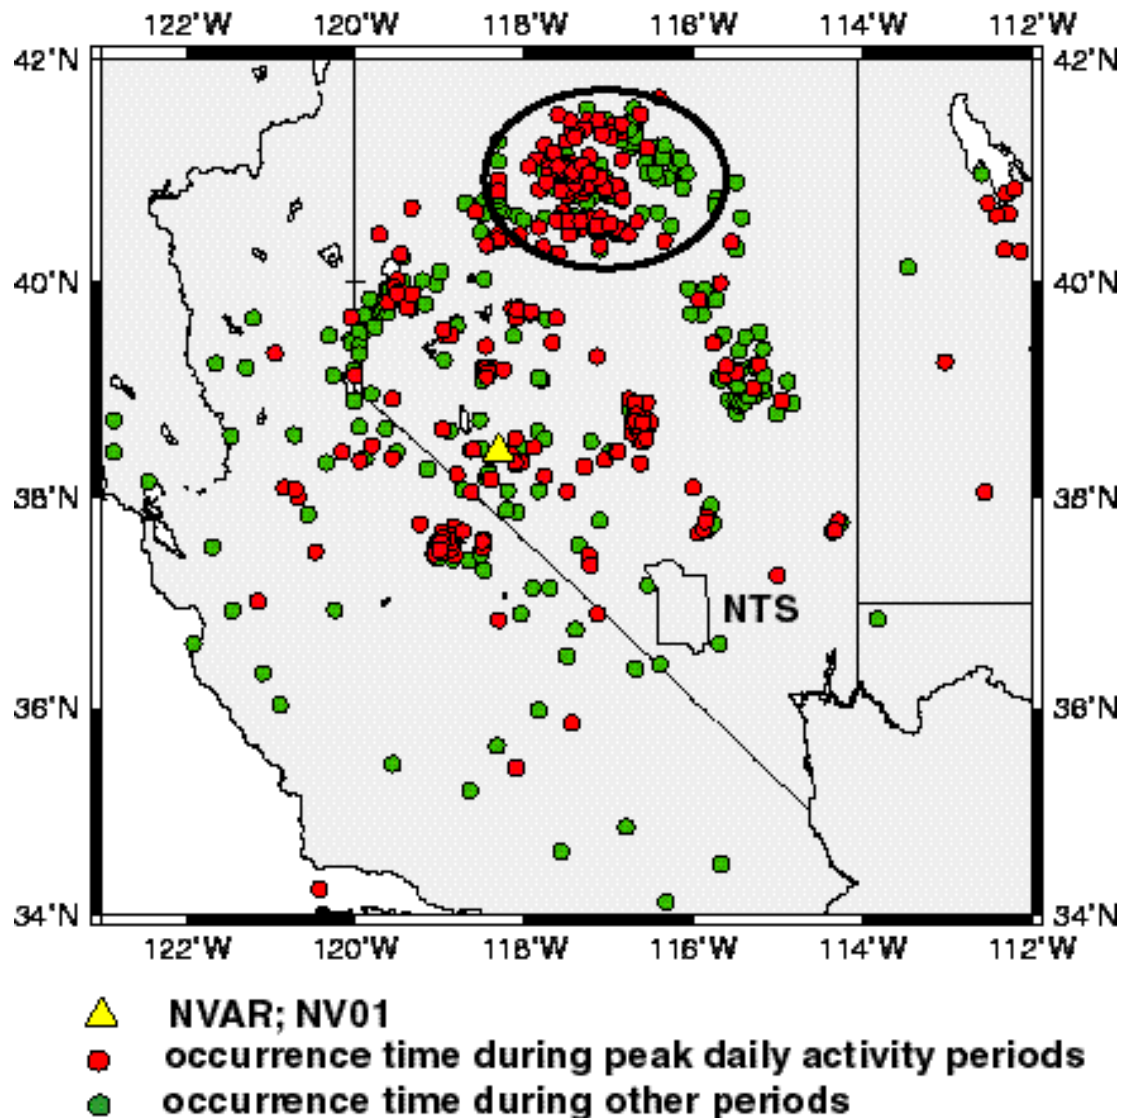 122°W 120°W 118°W 116°W 114°W 112°W
42°N 42°N
40°N 40°N
38°N 38°N
NTS
36°N 36°N
34°N 34°N
122°W 120°W 118°W 116°W 114°W 112°W
NVAR; NV01
occurrence time during peak daily activity periods
occurrence time during other periods